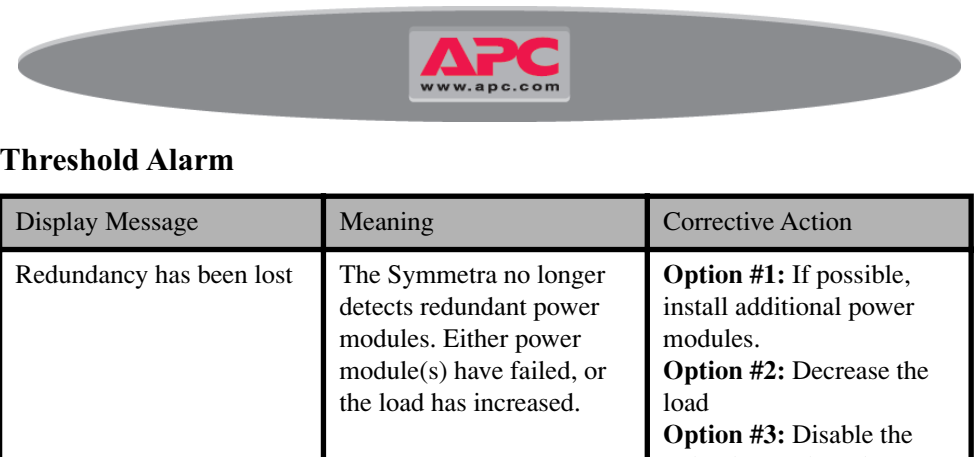 APC
www.apc.com
Threshold Alarm
Display Message
Meaning
Corrective Action
Redundancy has been lost
The Symmetra no longer
detects redundant power
modules. Either power
module(s) have failed, or
the load has increased.
Option #1: If possible,
install additional power
modules.
Option #2: Decrease the
load
Option #3: Disable the